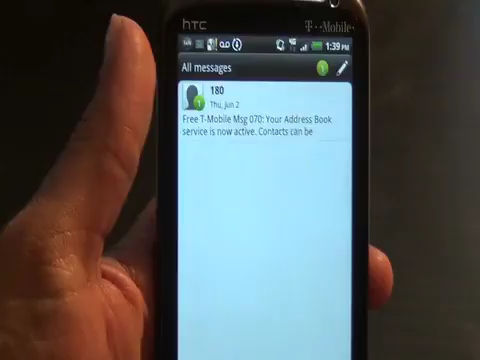 hTC
T··Mobile·
1:39 PM
All messages
1
180
1
Thu, Jun 2
Free T-Mobile Msg 070: Your Address Book
service is now active. Contacts can be